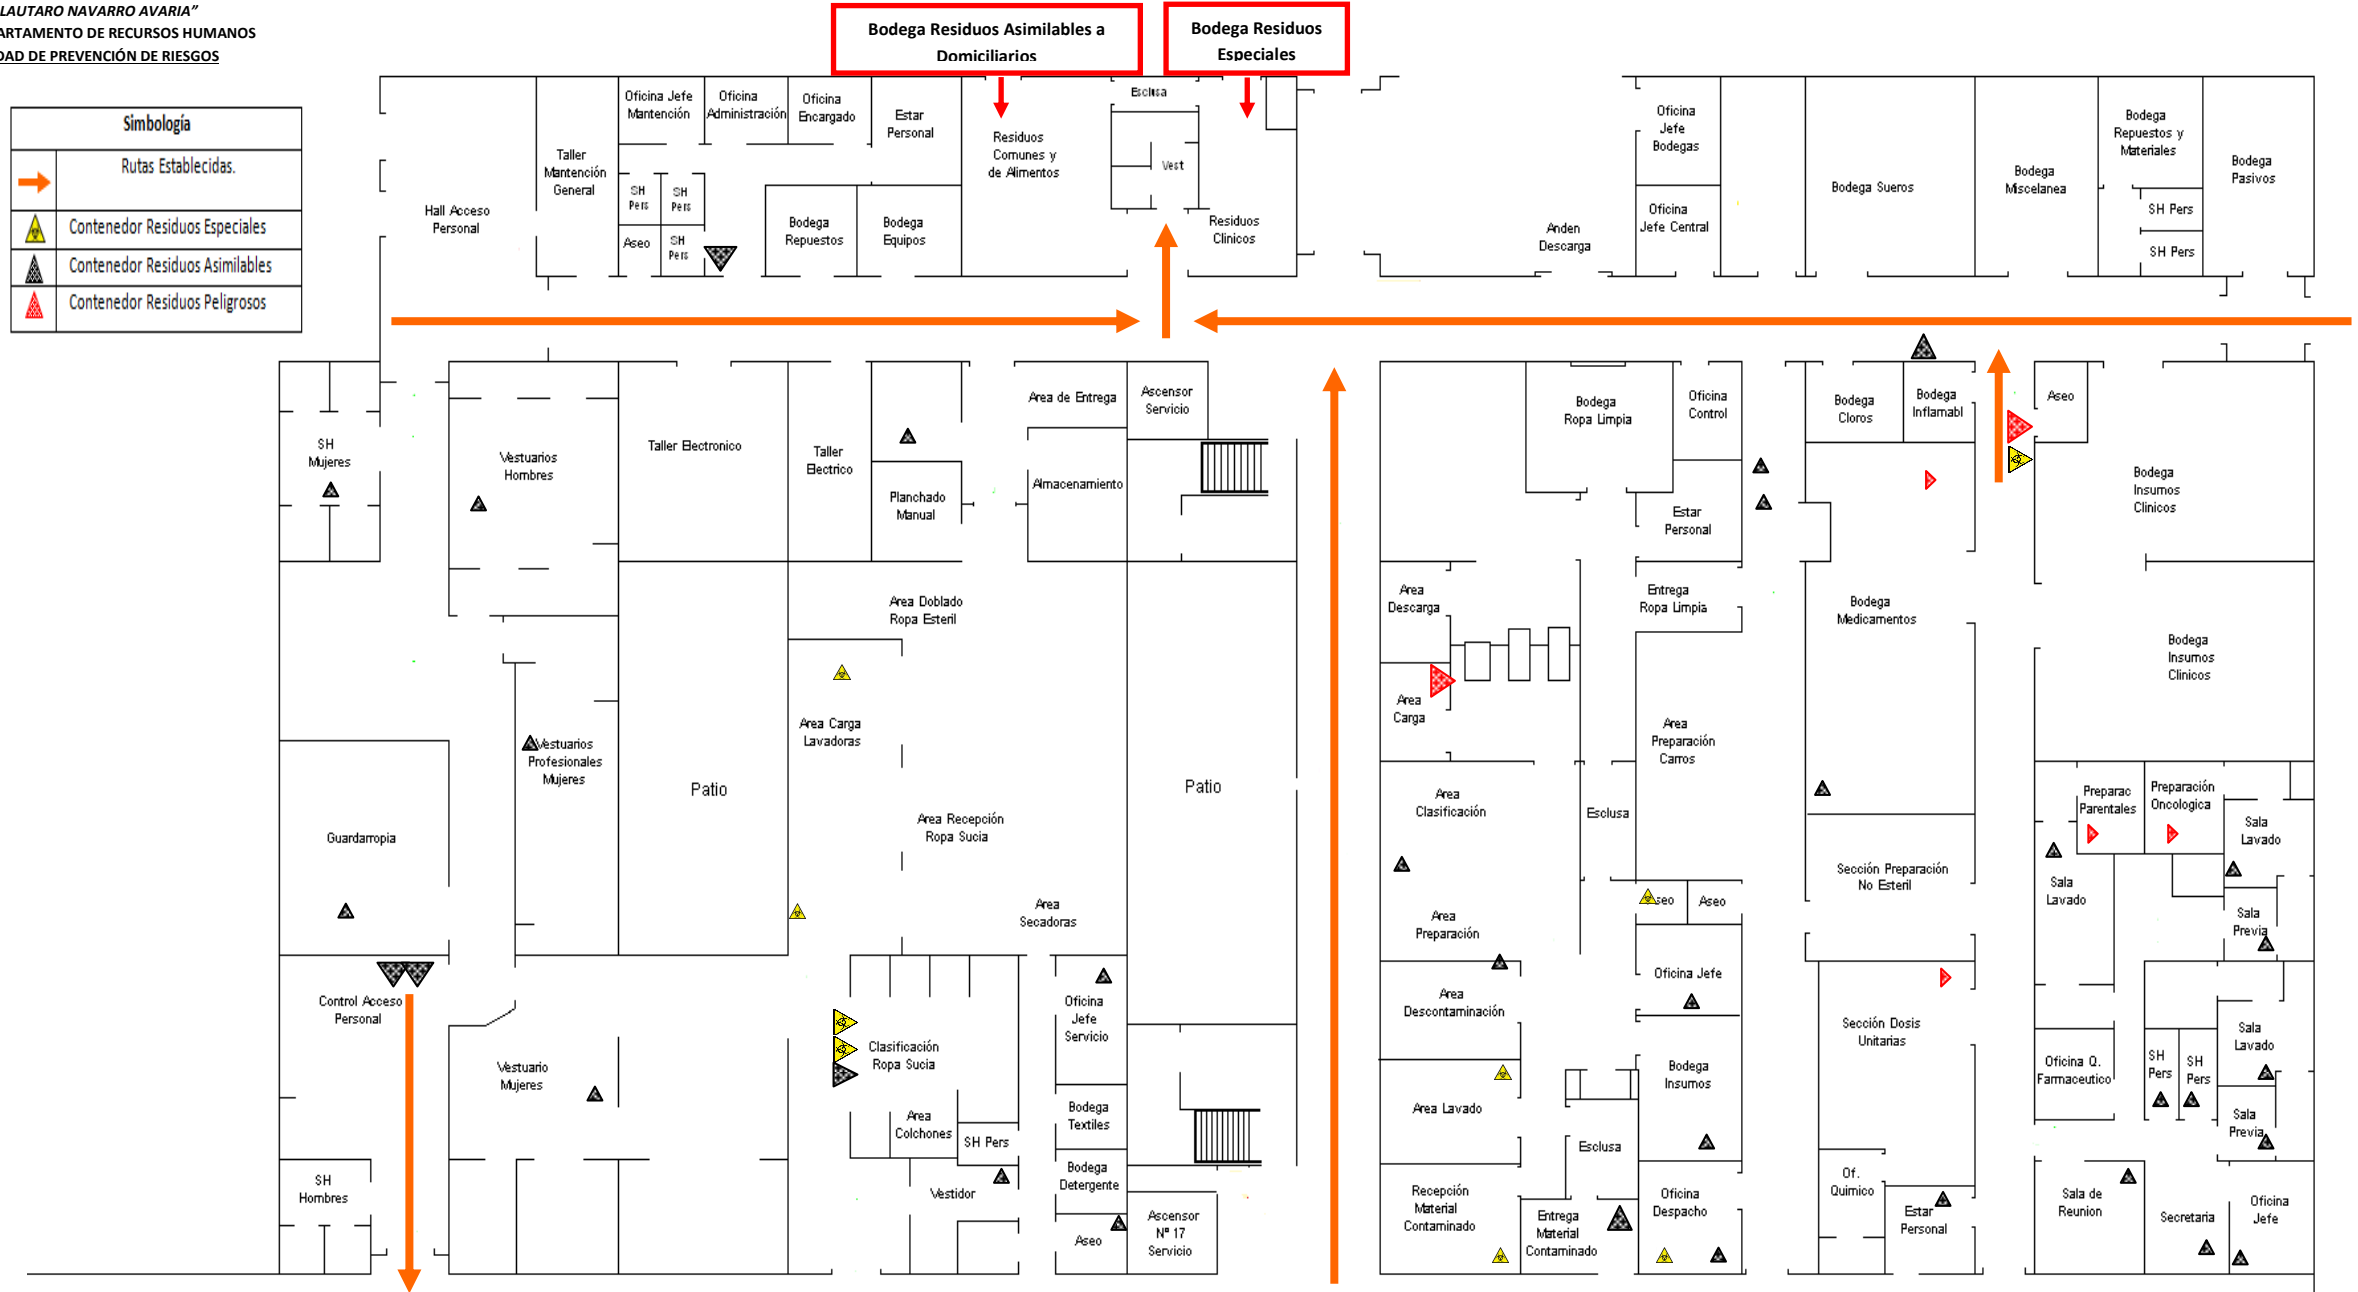 LAUTARO NAVARRO AVARIA”
ARTAMENTO DE RECURSOS HUMANOS
DAD DE PREVENCIÓN DE RIESGOS
Bodega Residuos Asimilables a
Domiciliarios
Bodega Residuos
Especiales
Simbología
Rutas Establecidas.
Contenedor Residuos Especiales
Contenedor Residuos Asimilables
Contenedor Residuos Peligrosos
Hall Acceso
Personal
Taller
Mantención
General
Oficina Jefe
Mantención
Oficina
Administración
Oficina
Encargado
Estar
Personal
SH
Pers
SH
Pers
Aseo
SH
Pers
Bodega
Repuestos
Bodega
Equipos
Residuos
Comunes y
de Alimentos
Esclusa
Vest
Residuos
Clinicos
Anden
Descarga
Oficina
Jefe
Bodegas
Oficina
Jefe Central
Bodega Sueros
Bodega
Miscelanea
Bodega
Repuestos y
Materiales
SH Pers
SH Pers
Bodega
Pasivos
SH
Mujeres
Vestuarios
Hombres
Taller Electronico
Taller
Electrico
Planchado
Manual
Area de Entrega
Almacenamiento
Ascensor
Servicio
Bodega
Ropa Limpia
Oficina
Control
Estar
Personal
Bodega
Cloros
Bodega
Inflamabl
Aseo
Bodega
Insumos
Clinicos
Area Doblado
Ropa Esteril
Area
Descarga
Entrega
Ropa Limpia
Bodega
Medicamentos
Bodega
Insumos
Clinicos
Area
Carga
Area Carga
Lavadoras
Vestuarios
Profesionales
Mujeres
Patio
Patio
Area
Preparación
Carros
Area
Clasificación
Esclusa
Guardarropia
Area Recepción
Ropa Sucia
Area
Secadoras
Area
Preparación
seo
Aseo
Sección Preparación
No Esteril
Preparac
Parentales
Preparación
Oncologica
Sala
Lavado
Sala
Lavado
Sala
Previa
Control Acceso
Personal
Oficina
Jefe
Servicio
Area
Descontaminación
Oficina Jefe
Sección Dosis
Unitarias
Clasificación
Ropa Sucia
Vestuario
Mujeres
Area
Colchones
SH Pers
Bodega
Textiles
Area Lavado
Bodega
Insumos
Esclusa
Oficina Q.
Farmaceutico
SH
Pers
SH
Pers
Sala
Lavado
Sala
Previa
SH
Hombres
Vestidor
Bodega
Detergente
Aseo
Ascensor
N° 17
Servicio
Recepción
Material
Contaminado
Entrega
Material
Contaminado
Oficina
Despacho
Of.
Quimico
Estar
Personal
Sala de
Reunion
Secretaria
Oficina
Jefe